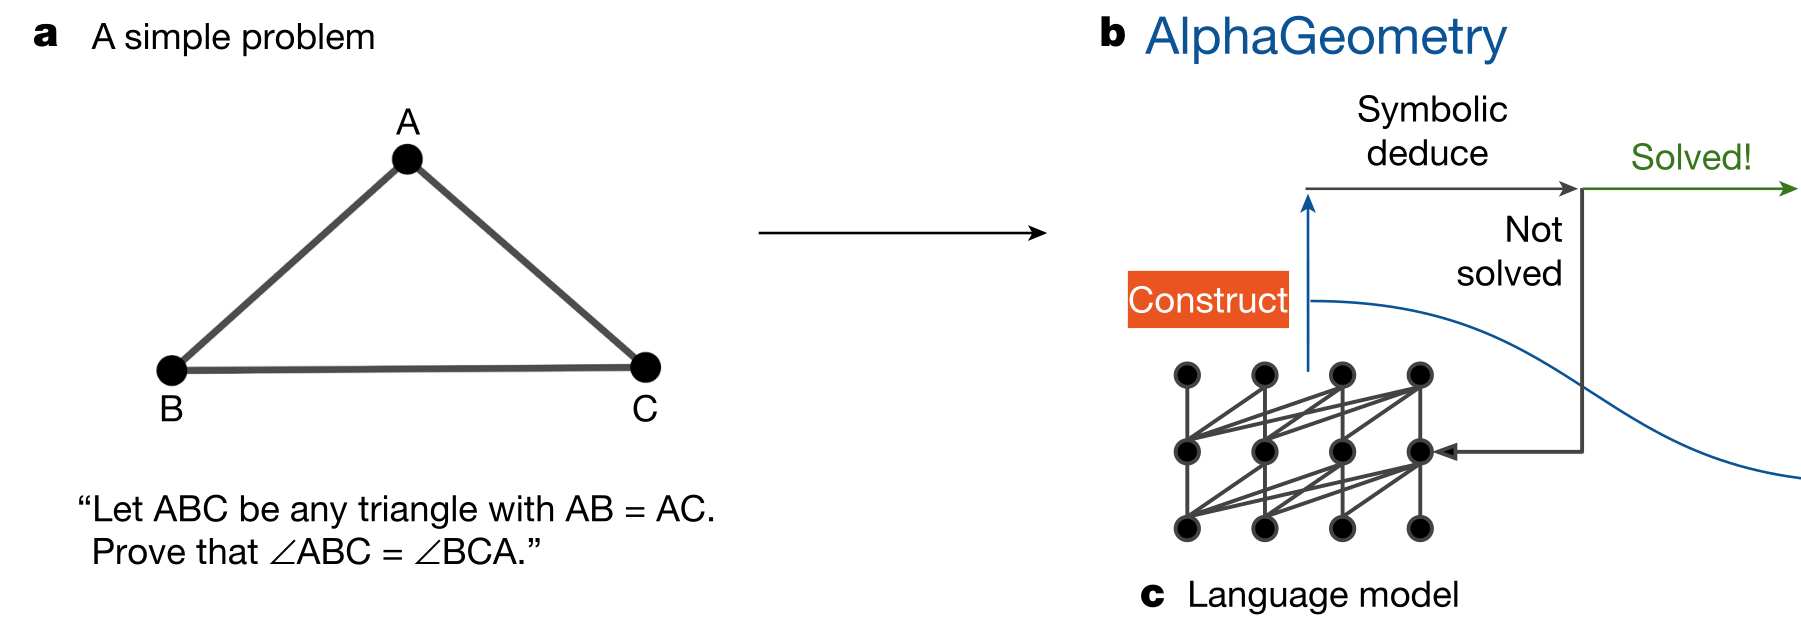 a A simple problem
A
B
C
“Let ABC be any triangle with AB = AC.
Prove that ∠ABC = ∠BCA.”
b AlphaGeometry
Symbolic
deduce
Solved!
Not
solved
Construct
c Language model